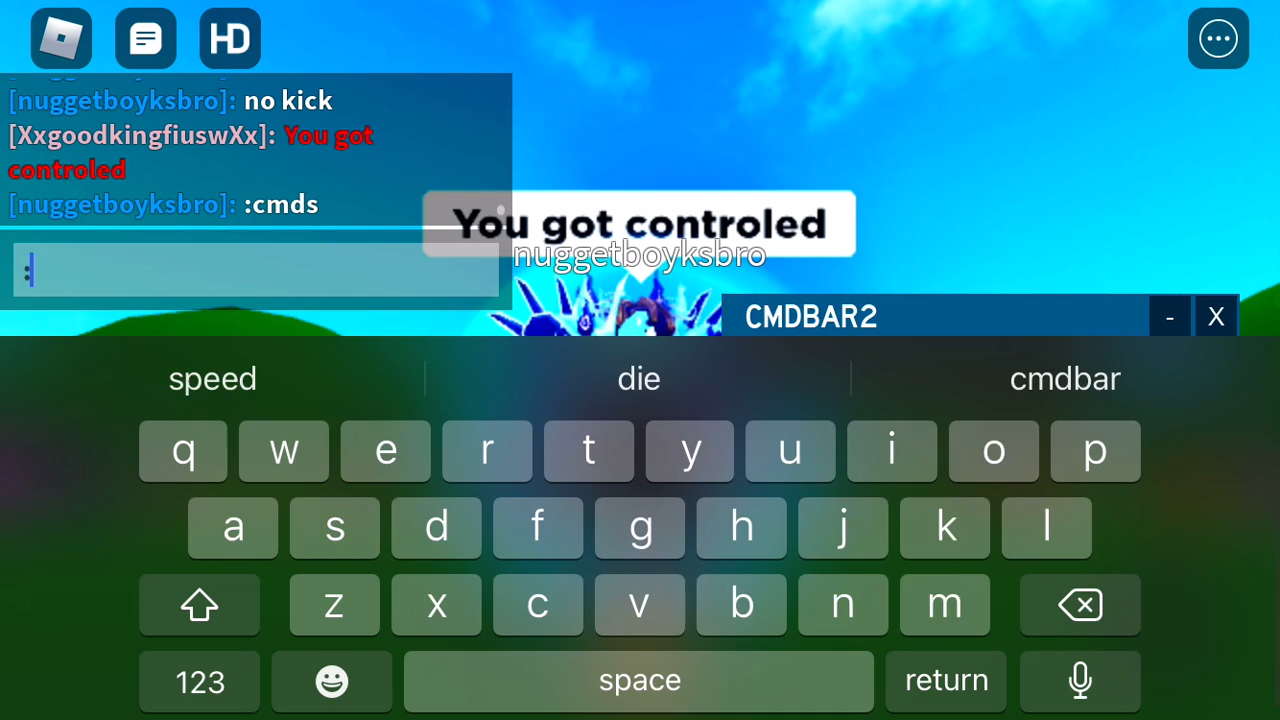 HD
[nuggetboyksbro]: no kick
[XxgoodkingfiuswXx]: You got
controled
[nuggetboyksbro]: :cmds
:
You got controled
nuggetboyksbro
CMDBAR2 - X
speed die cmdbar
q w e r t y u i o p
a s d f g h j k l
z x c v b n m
123 space return